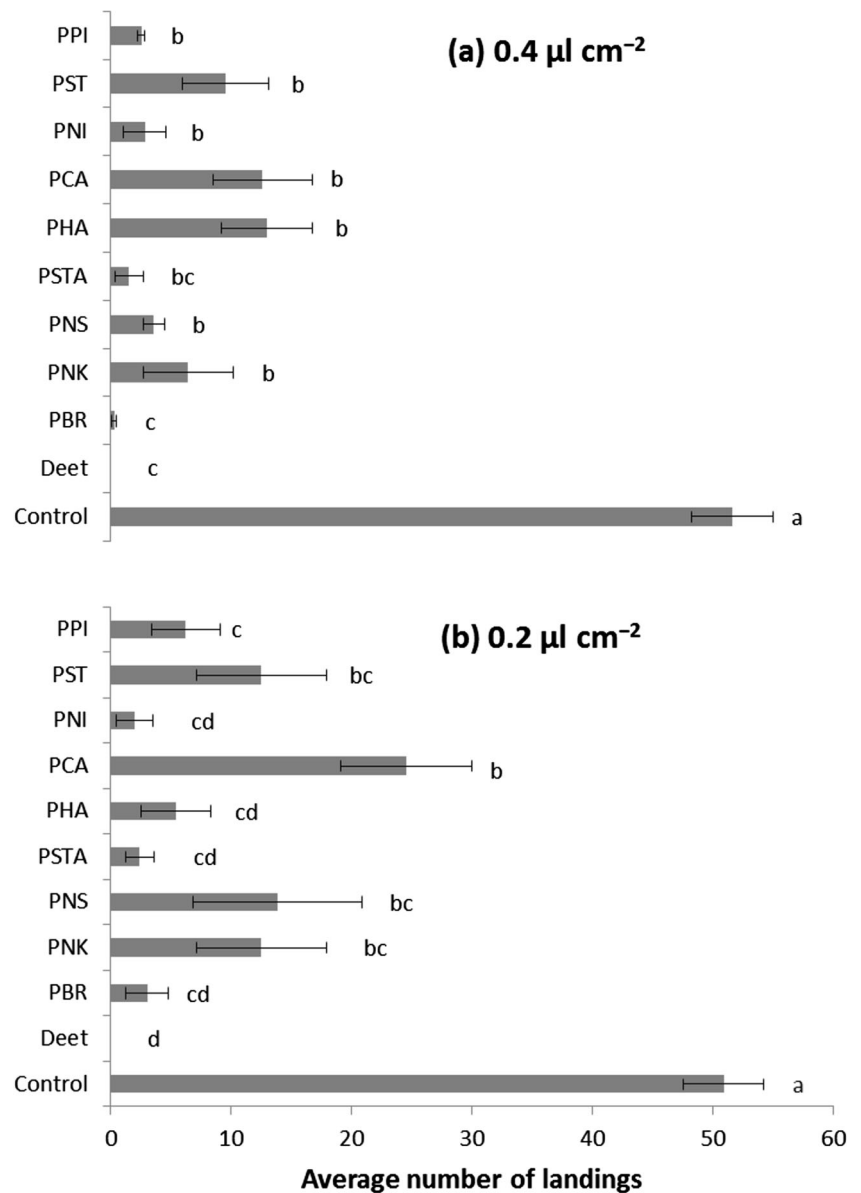 (a) 0.4 µl cm⁻²
PPI b
PST b
PNI b
PCA b
PHA b
PSTA bc
PNS b
PNK b
PBR c
Deet c
Control a
(b) 0.2 µl cm⁻²
PPI c
PST bc
PNI cd
PCA b
PHA cd
PSTA cd
PNS bc
PNK bc
PBR cd
Deet d
Control a
0 10 20 30 40 50 60
Average number of landings